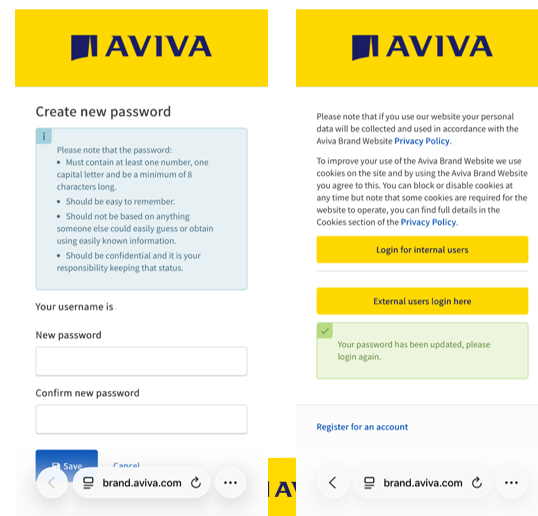 AVIVA
Create new password
i
Please note that the password:
• Must contain at least one number, one
capital letter and be a minimum of 8
characters long.
• Should be easy to remember.
• Should not be based on anything
someone else could easily guess or obtain
using easily known information.
• Should be confidential and it is your
responsibility keeping that status.
Your username is
New password
Confirm new password
Save Cancel
brand.aviva.com
AVIVA
Please note that if you use our website your personal
data will be collected and used in accordance with the
Aviva Brand Website Privacy Policy.
To improve your use of the Aviva Brand Website we use
cookies on the site and by using the Aviva Brand Website
you agree to this. You can block or disable cookies at
any time but note that some cookies are required for the
website to operate, you can find full details in the
Cookies section of the Privacy Policy.
Login for internal users
External users login here
Your password has been updated, please
login again.
Register for an account
brand.aviva.com